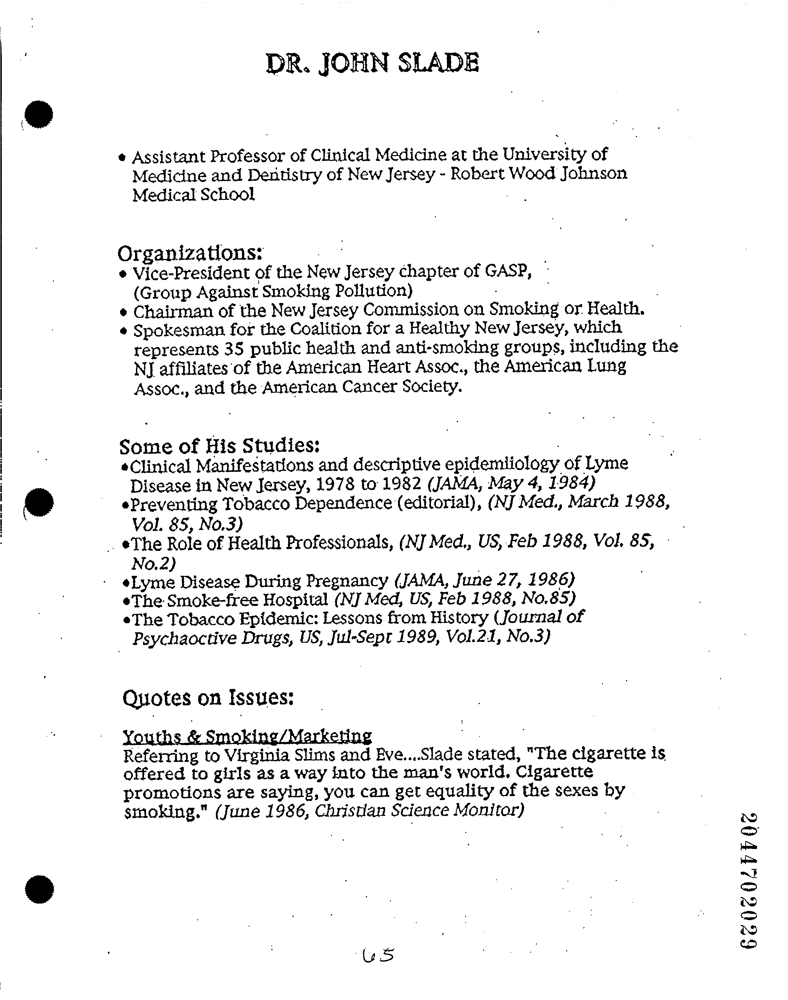 DR. JOHN SLADE
• Assistant Professor of Clinical Medicine at the University of
Medicine and Dentistry of New Jersey - Robert Wood Johnson
Medical School
Organizations:
• Vice-President of the New Jersey chapter of GASP,
(Group Against Smoking Pollution)
• Chairman of the New Jersey Commission on Smoking or Health.
• Spokesman for the Coalition for a Healthy New Jersey, which
represents 35 public health and anti-smoking groups, including the
NJ affiliates of the American Heart Assoc., the American Lung
Assoc., and the American Cancer Society.
Some of His Studies:
•Clinical Manifestations and descriptive epidemiiology of Lyme
Disease in New Jersey, 1978 to 1982 (JAMA, May 4, 1984)
•Preventing Tobacco Dependence (editorial), (NJ Med., March 1988,
Vol. 85, No.3)
•The Role of Health Professionals, (NJ Med., US, Feb 1988, Vol. 85,
No.2)
•Lyme Disease During Pregnancy (JAMA, June 27, 1986)
•The Smoke-free Hospital (NJ Med, US, Feb 1988, No.85)
•The Tobacco Epidemic: Lessons from History (Journal of
Psychaoctive Drugs, US, Jul-Sept 1989, Vol.21, No.3)
Quotes on Issues:
Youths & Smoking/Marketing
Referring to Virginia Slims and Eve....Slade stated, "The cigarette is
offered to girls as a way into the man's world. Cigarette
promotions are saying, you can get equality of the sexes by
smoking." (June 1986, Christian Science Monitor)
2044702029
65